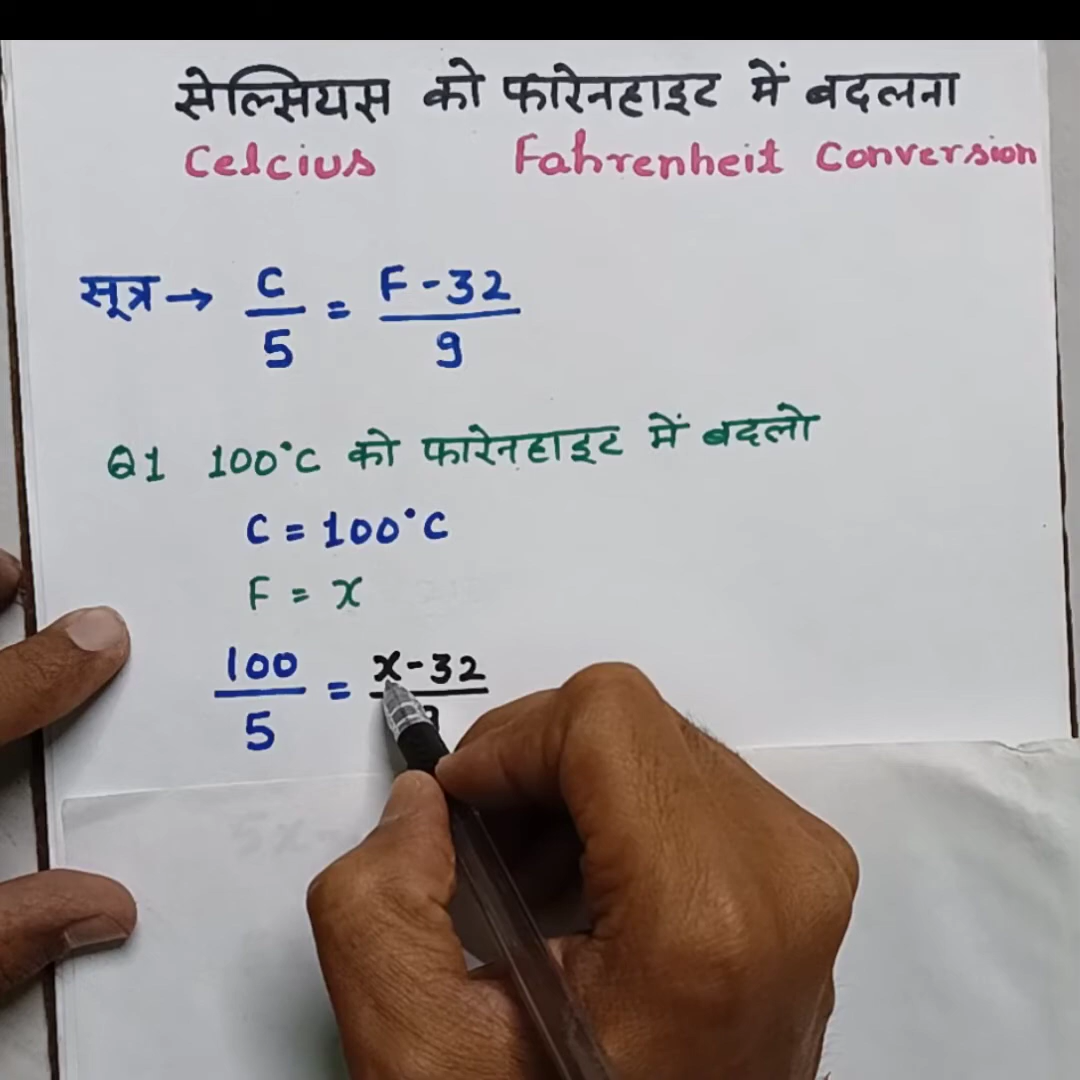 सेल्सियस को फारेनहाइट में बदलना
Celcius Fahrenheit Conversion
सूत्र → C/5 = F-32/9
Q1 100°C को फारेनहाइट में बदलो
C = 100°C
F = x
100/5 = x-32